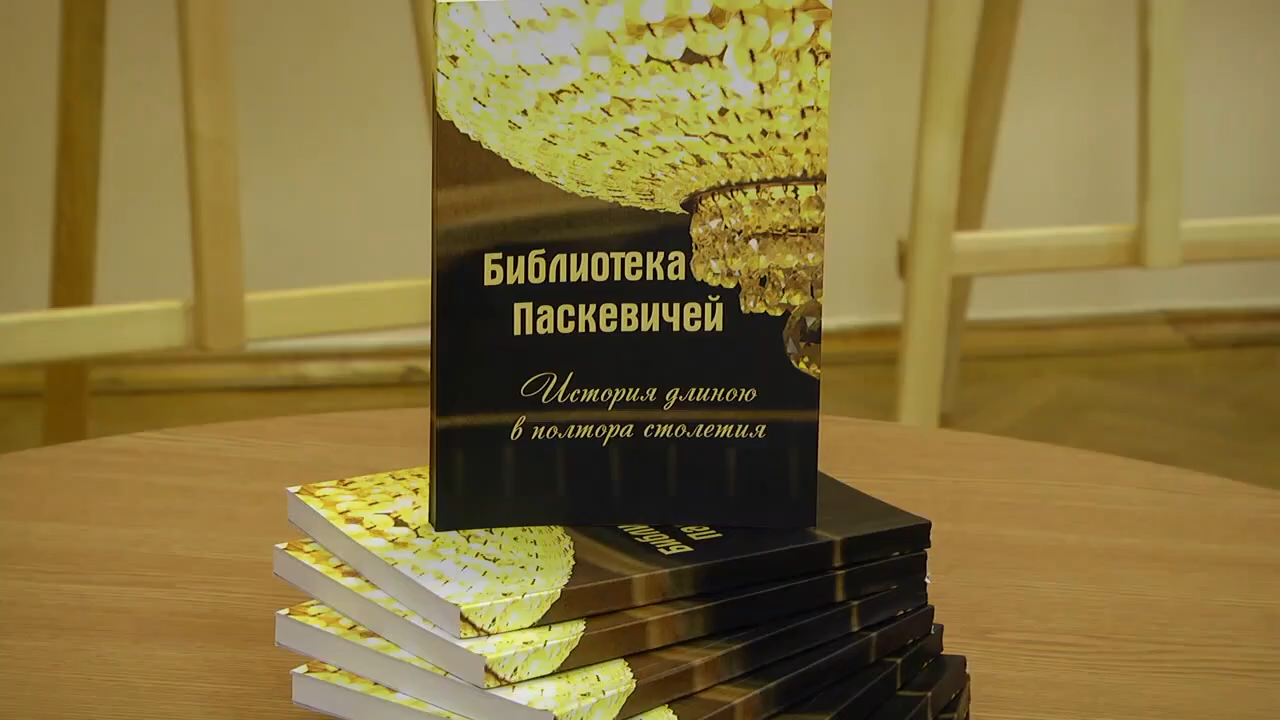 Библиотека
Паскевичей
История длиною
в полтора столетия